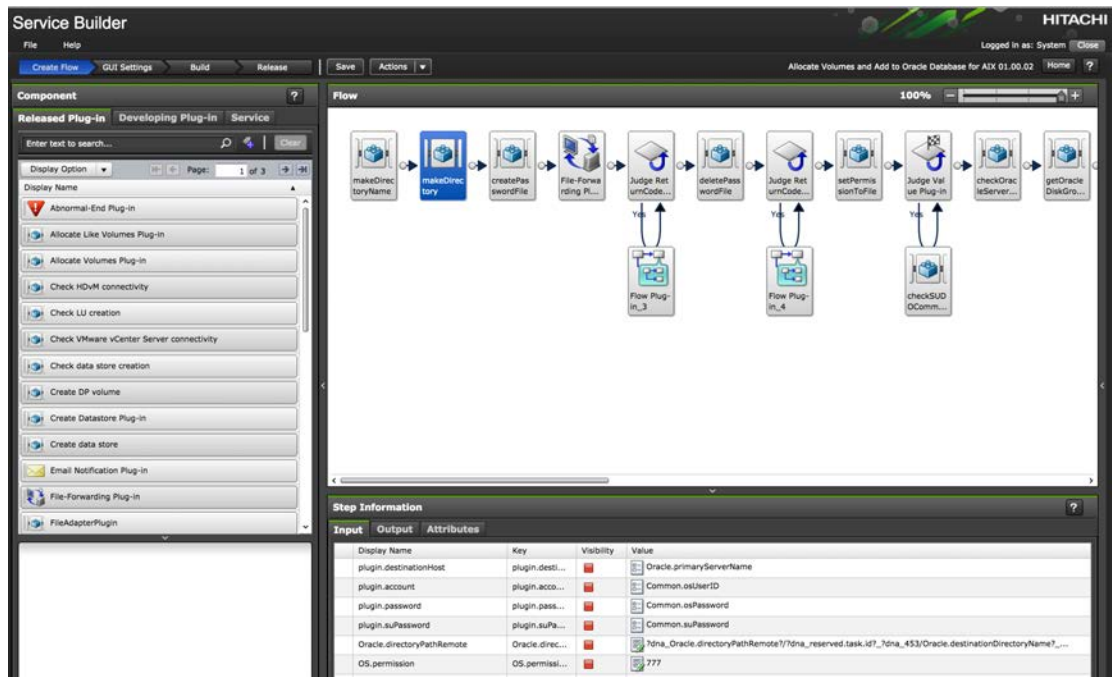 Service Builder
HITACHI
File Help
Logged in as: System Close
Create Flow GUI Settings Build Release Save Actions Allocate Volumes and Add to Oracle Database for AIX 01.00.02 Home ?
Component ?
Released Plug-in Developing Plug-in Service
Enter text to search... Clear
Display Option Page: 1 of 3
Display Name
Abnormal-End Plug-in
Allocate Like Volumes Plug-in
Allocate Volumes Plug-in
Check HDvM connectivity
Check LU creation
Check VMware vCenter Server connectivity
Check data store creation
Create DP volume
Create Datastore Plug-in
Create data store
Email Notification Plug-in
File-Forwarding Plug-in
FileAdapterPlugin
Flow 100%
makeDirec
toryName
makeDirec
tory
createPas
swordFile
File-Forwa
rding Pl...
Judge Ret
urnCode...
deletePass
wordFile
Judge Ret
urnCode...
setPermis
sionToFile
Judge Val
ue Plug-in
checkOrac
leServer...
getOracle
DiskGro...
Yes Yes Yes
Flow Plug-
in_3
Flow Plug-
in_4
checkSUD
OComm...
Step Information ?
Input Output Attributes
Display Name Key Visibility Value
plugin.destinationHost plugin.desti... Oracle.primaryServerName
plugin.account plugin.acco... Common.osUserID
plugin.password plugin.pass... Common.osPassword
plugin.suPassword plugin.suPa... Common.suPassword
Oracle.directoryPathRemote Oracle.direc... ?dna_Oracle.directoryPathRemote?/?dna_reserved.task.id?_?dna_453/Oracle.destinationDirectoryName?_...
OS.permission OS.permissi... 777